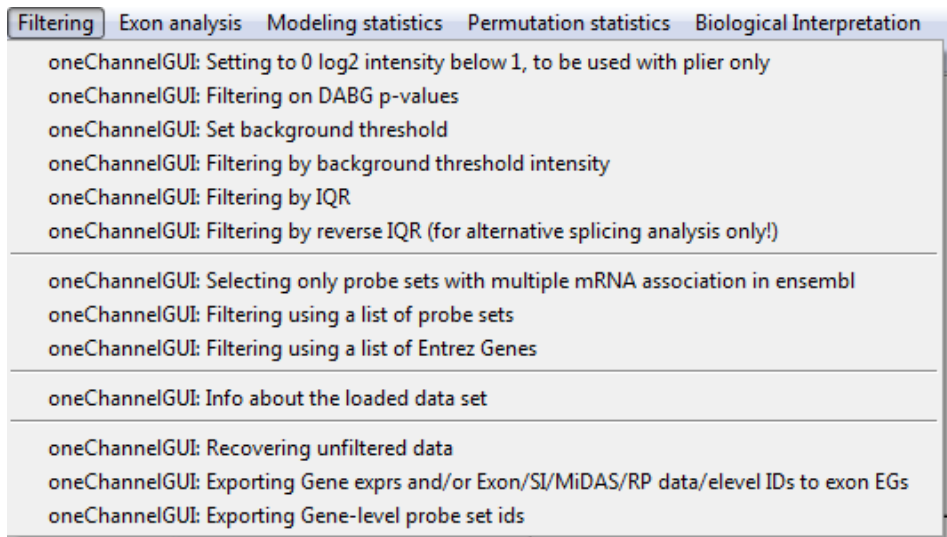 Filtering Exon analysis Modeling statistics Permutation statistics Biological Interpretation
oneChannelGUI: Setting to 0 log2 intensity below 1, to be used with plier only
oneChannelGUI: Filtering on DABG p-values
oneChannelGUI: Set background threshold
oneChannelGUI: Filtering by background threshold intensity
oneChannelGUI: Filtering by IQR
oneChannelGUI: Filtering by reverse IQR (for alternative splicing analysis only!)
oneChannelGUI: Selecting only probe sets with multiple mRNA association in ensembl
oneChannelGUI: Filtering using a list of probe sets
oneChannelGUI: Filtering using a list of Entrez Genes
oneChannelGUI: Info about the loaded data set
oneChannelGUI: Recovering unfiltered data
oneChannelGUI: Exporting Gene exprs and/or Exon/SI/MiDAS/RP data/elevel IDs to exon EGs
oneChannelGUI: Exporting Gene-level probe set ids